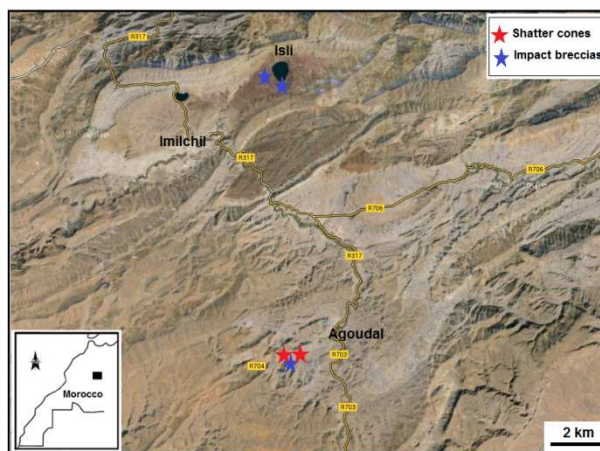 Shatter cones
Impact breccias
R317
Isli
Imilchil
R317
R706
R706
R317
Agoudal
R704
R703
R703
Morocco
2 km